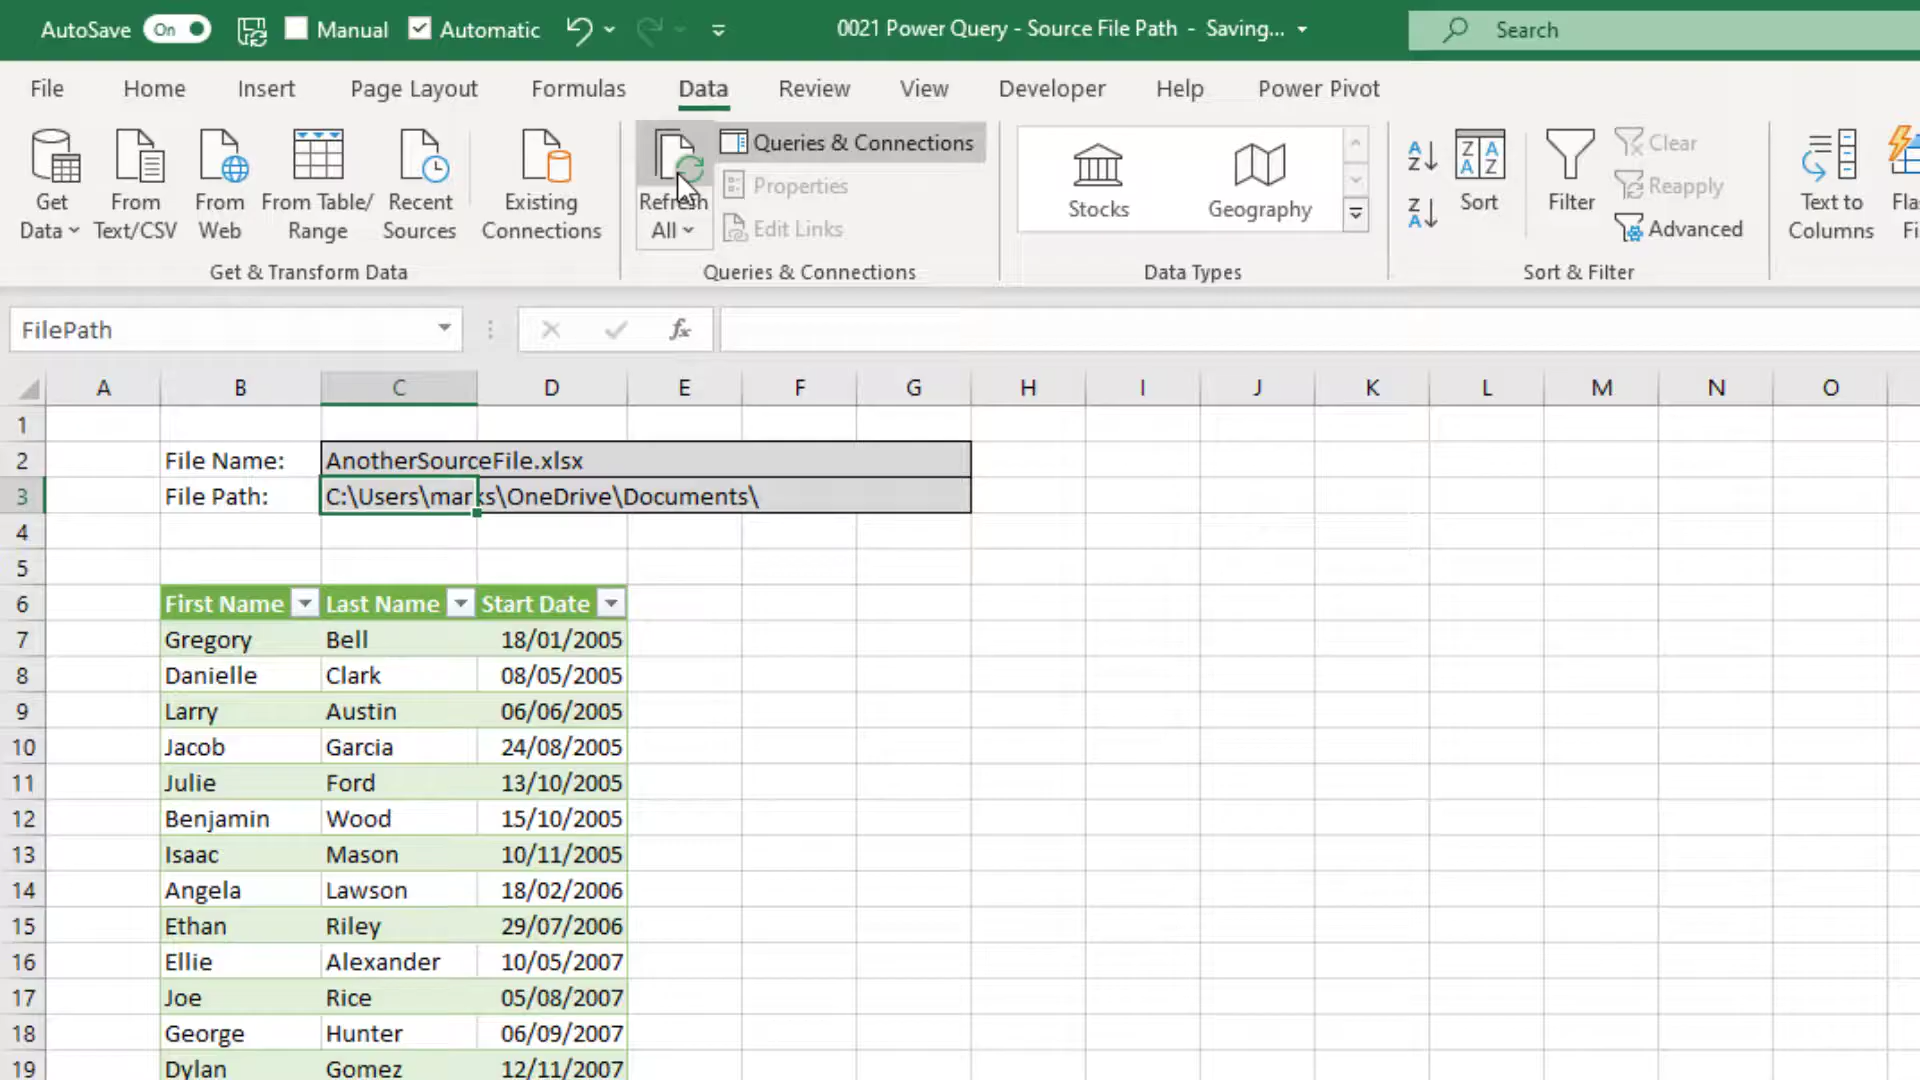 AutoSave On Manual Automatic 0021 Power Query - Source File Path - Saving... Search
File Home Insert Page Layout Formulas Data Review View Developer Help Power Pivot
Get Data From Text/CSV From Web From Table/ Range Recent Sources Existing Connections
Get & Transform Data
Refresh All Queries & Connections
Properties
Edit Links
Queries & Connections
Stocks Geography
Data Types
Sort Filter Clear
Reapply
Advanced
Sort & Filter
Text to Columns
FilePath fx
A B C D E F G H I J K L M N O
1
2 File Name: AnotherSourceFile.xlsx
3 File Path: C:\Users\marks\OneDrive\Documents\
4
5
6 First Name Last Name Start Date
7 Gregory Bell 18/01/2005
8 Danielle Clark 08/05/2005
9 Larry Austin 06/06/2005
10 Jacob Garcia 24/08/2005
11 Julie Ford 13/10/2005
12 Benjamin Wood 15/10/2005
13 Isaac Mason 10/11/2005
14 Angela Lawson 18/02/2006
15 Ethan Riley 29/07/2006
16 Ellie Alexander 10/05/2007
17 Joe Rice 05/08/2007
18 George Hunter 06/09/2007
19 Dylan Gomez 12/11/2007